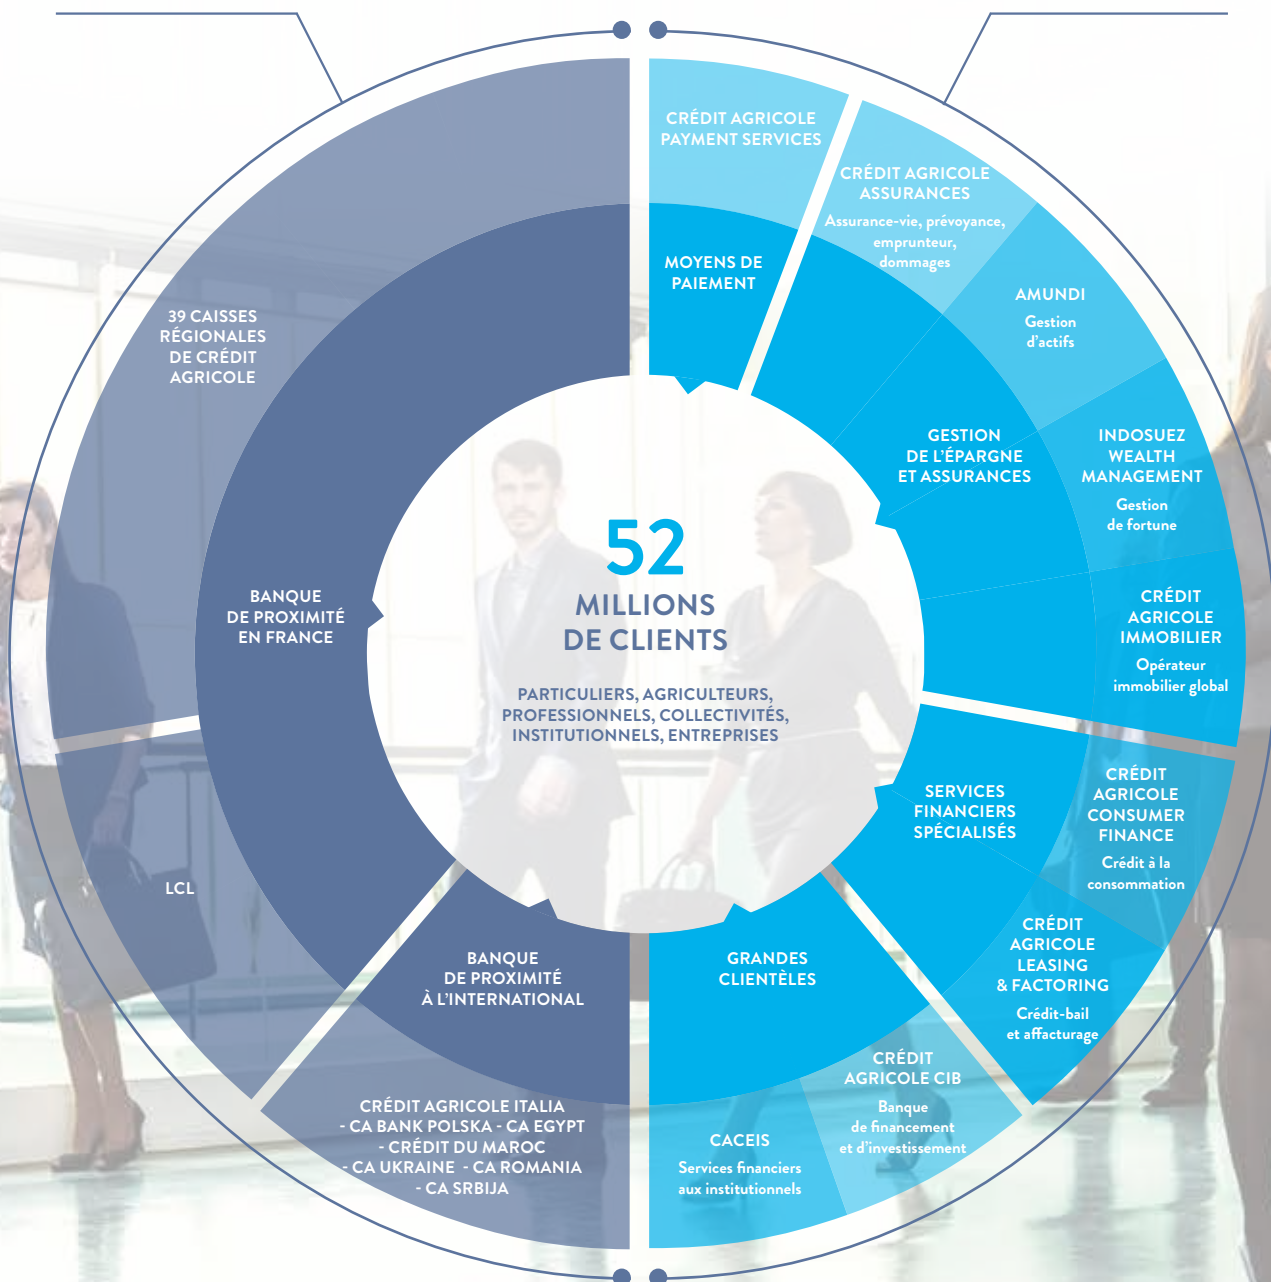 CRÉDIT AGRICOLE
PAYMENT SERVICES
MOYENS DE
PAIEMENT
CRÉDIT AGRICOLE
ASSURANCES
Assurance-vie, prévoyance,
emprunteur,
dommages
AMUNDI
Gestion
d'actifs
GESTION
DE L'ÉPARGNE
ET ASSURANCES
INDOSUEZ
WEALTH
MANAGEMENT
Gestion
de fortune
CRÉDIT
AGRICOLE
IMMOBILIER
Opérateur
immobilier global
SERVICES
FINANCIERS
SPÉCIALISÉS
CRÉDIT
AGRICOLE
CONSUMER
FINANCE
Crédit à la
consommation
CRÉDIT
AGRICOLE
LEASING
& FACTORING
Crédit-bail
et affacturage
GRANDES
CLIENTÈLES
CRÉDIT
AGRICOLE CIB
Banque
de financement
et d'investissement
CACEIS
Services financiers
aux institutionnels
39 CAISSES
RÉGIONALES
DE CRÉDIT
AGRICOLE
BANQUE
DE PROXIMITÉ
EN FRANCE
LCL
BANQUE
DE PROXIMITÉ
À L'INTERNATIONAL
CRÉDIT AGRICOLE ITALIA
- CA BANK POLSKA - CA EGYPT
- CRÉDIT DU MAROC
- CA UKRAINE - CA ROMANIA
- CA SRBIJA
52
MILLIONS
DE CLIENTS
PARTICULIERS, AGRICULTEURS,
PROFESSIONNELS, COLLECTIVITÉS,
INSTITUTIONNELS, ENTREPRISES